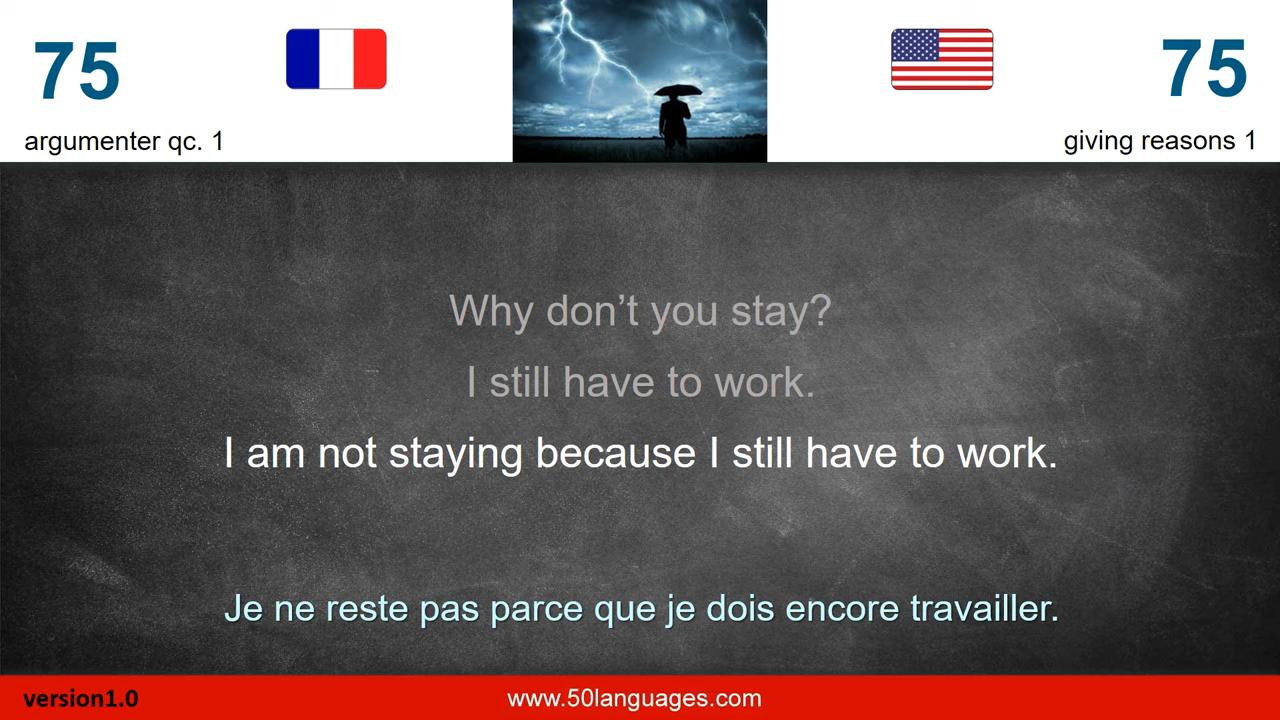 75
75
argumenter qc. 1
giving reasons 1
Why don’t you stay?
I still have to work.
I am not staying because I still have to work.
Je ne reste pas parce que je dois encore travailler.
version1.0
www.50languages.com